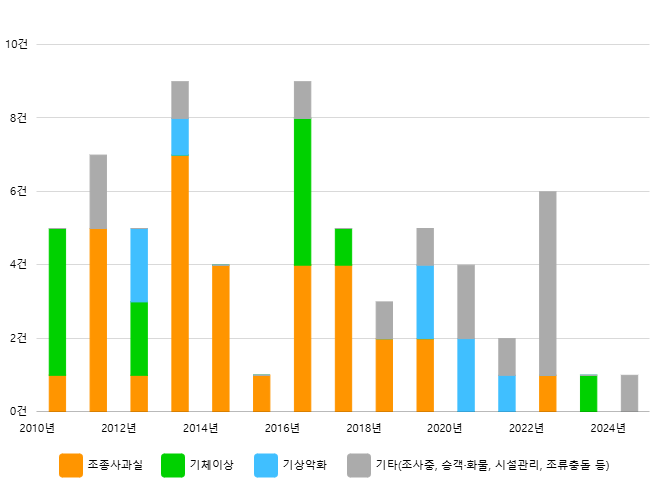 10건
8건
6건
4건
2건
0건
2010년 2012년 2014년 2016년 2018년 2020년 2022년 2024년
조종사과실 기체이상 기상악화 기타(조사중, 승객·화물, 시설관리, 조류충돌 등)